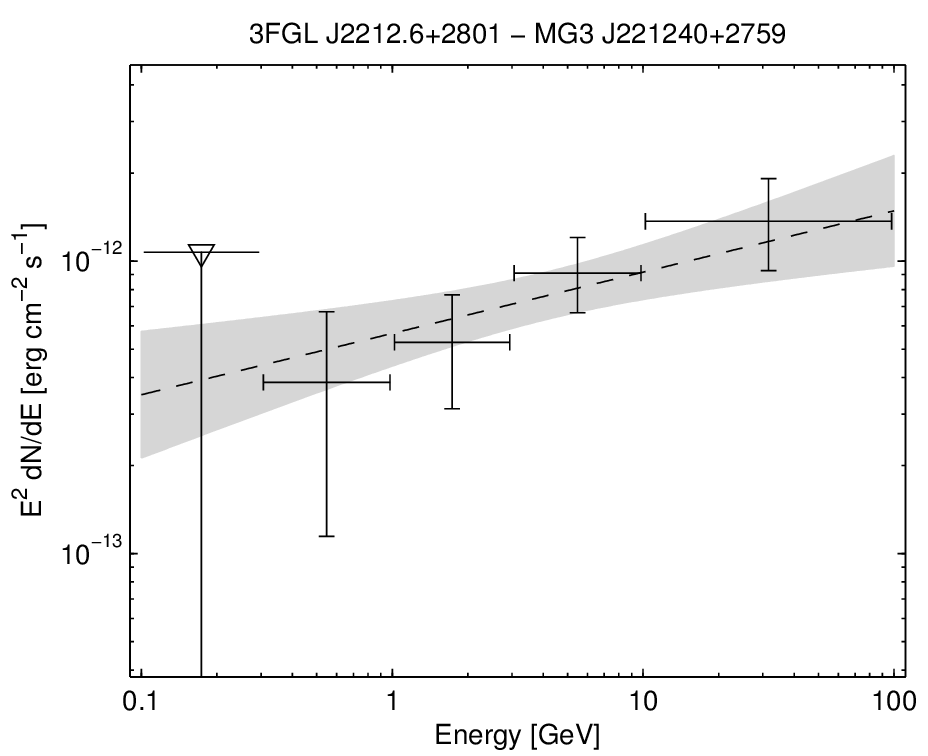 3FGL J2212.6+2801 − MG3 J221240+2759
E² dN/dE [erg cm⁻² s⁻¹]
10⁻¹²
10⁻¹³
0.1 1 10 100
Energy [GeV]